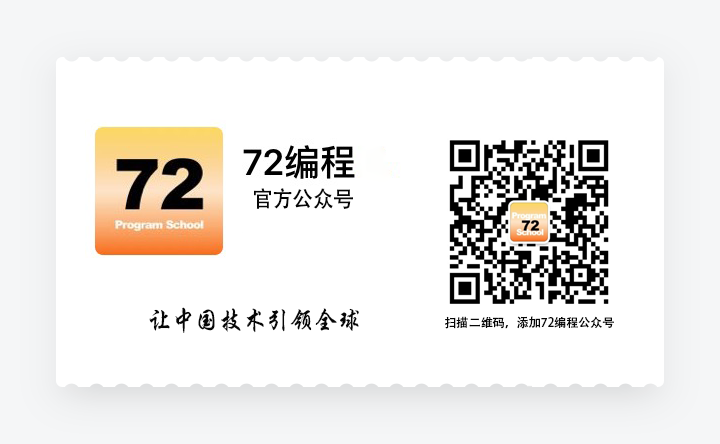 72
Program School
72编程
官方公众号
让中国技术引领全球
Program
72
School
扫描二维码，添加72编程公众号